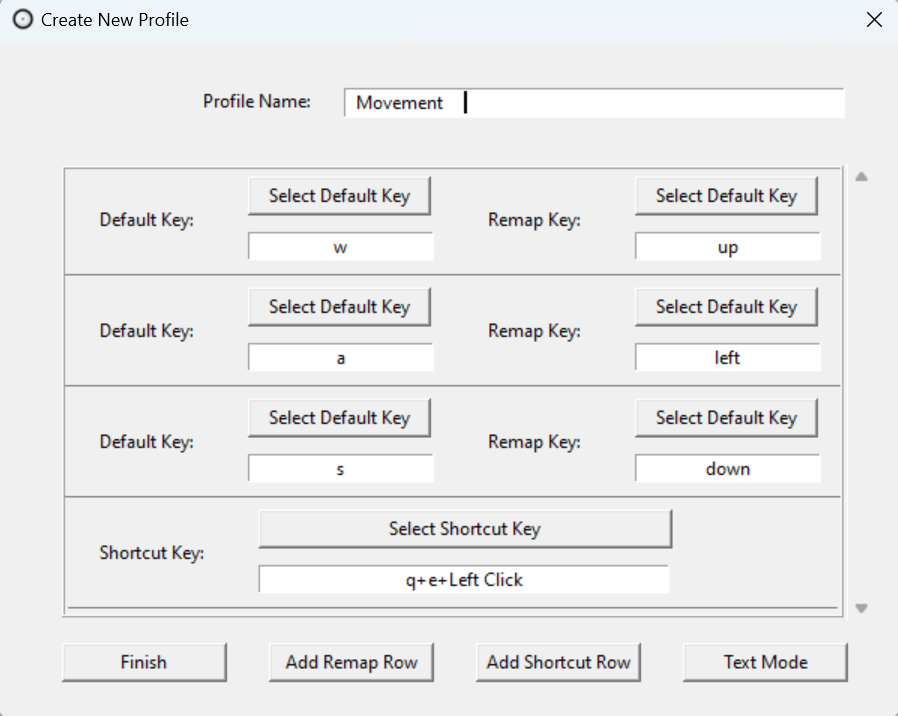 Create New Profile
Profile Name: Movement
Select Default Key Select Default Key
Default Key: Remap Key:
w up
Select Default Key Select Default Key
Default Key: Remap Key:
a left
Select Default Key Select Default Key
Default Key: Remap Key:
s down
Select Shortcut Key
Shortcut Key:
q+e+Left Click
Finish Add Remap Row Add Shortcut Row Text Mode